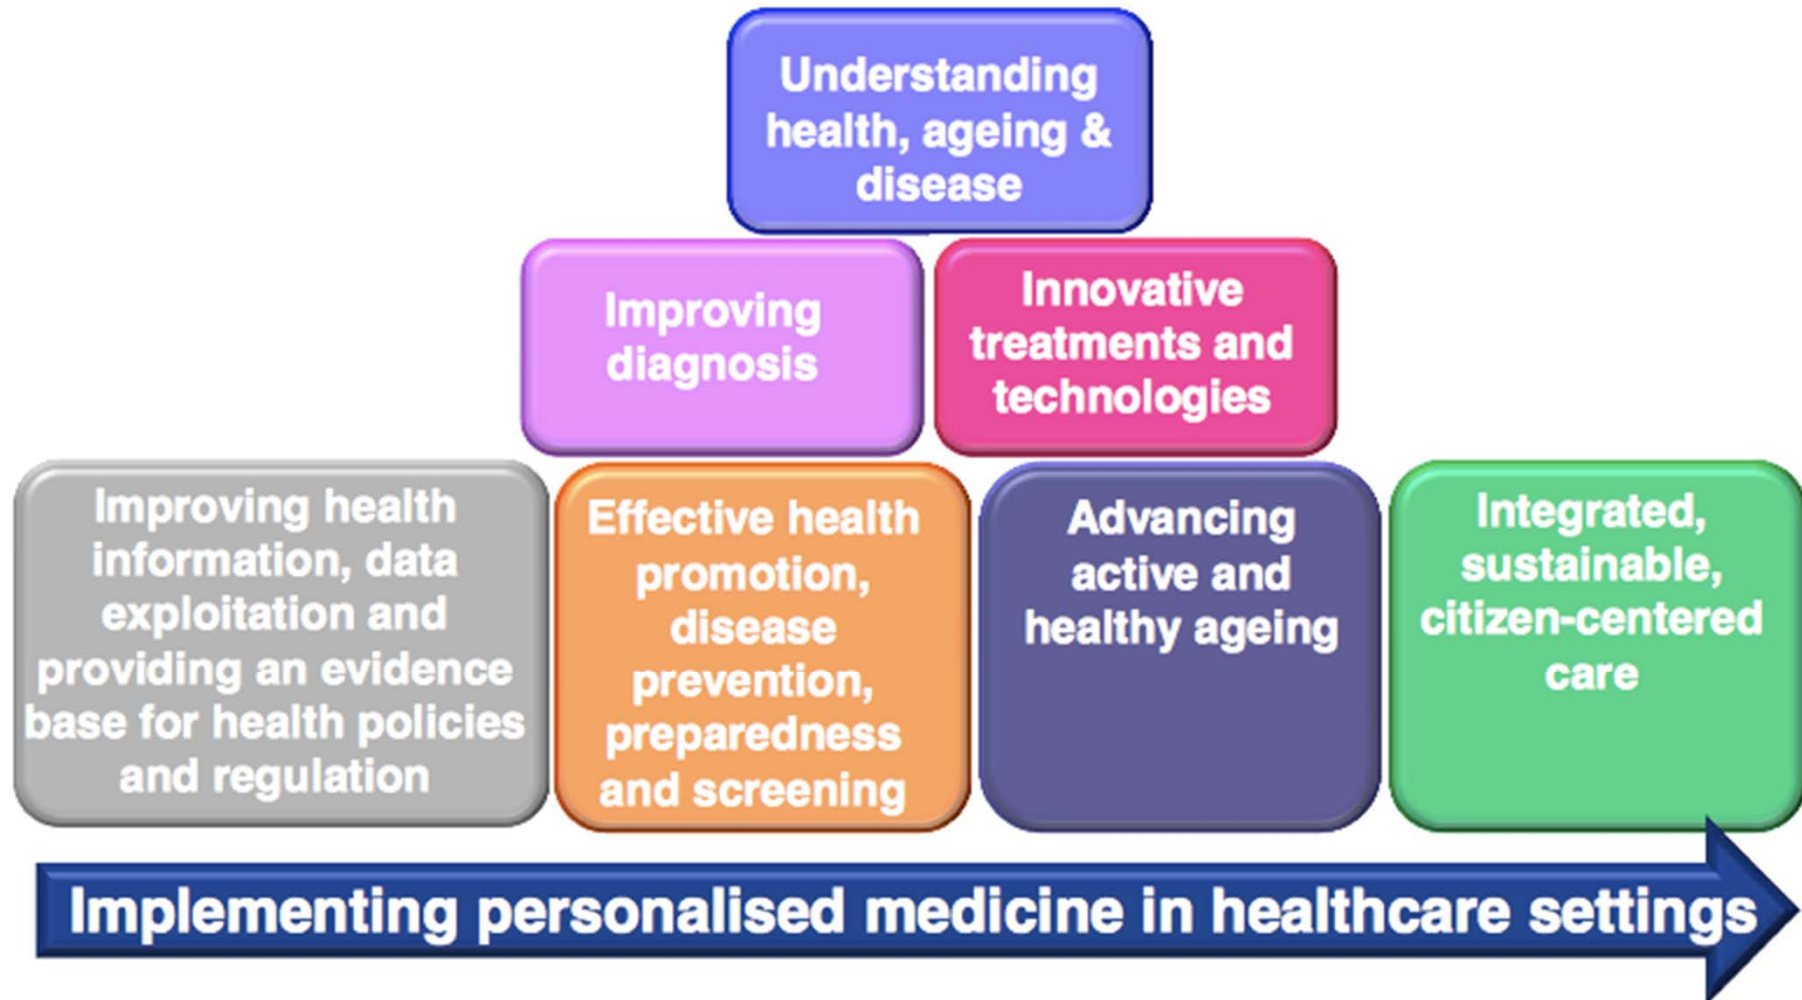 Understanding
health, ageing &
disease
Improving
diagnosis
Innovative
treatments and
technologies
Improving health
information, data
exploitation and
providing an evidence
base for health policies
and regulation
Effective health
promotion,
disease
prevention,
preparedness
and screening
Advancing
active and
healthy ageing
Integrated,
sustainable,
citizen-centered
care
Implementing personalised medicine in healthcare settings